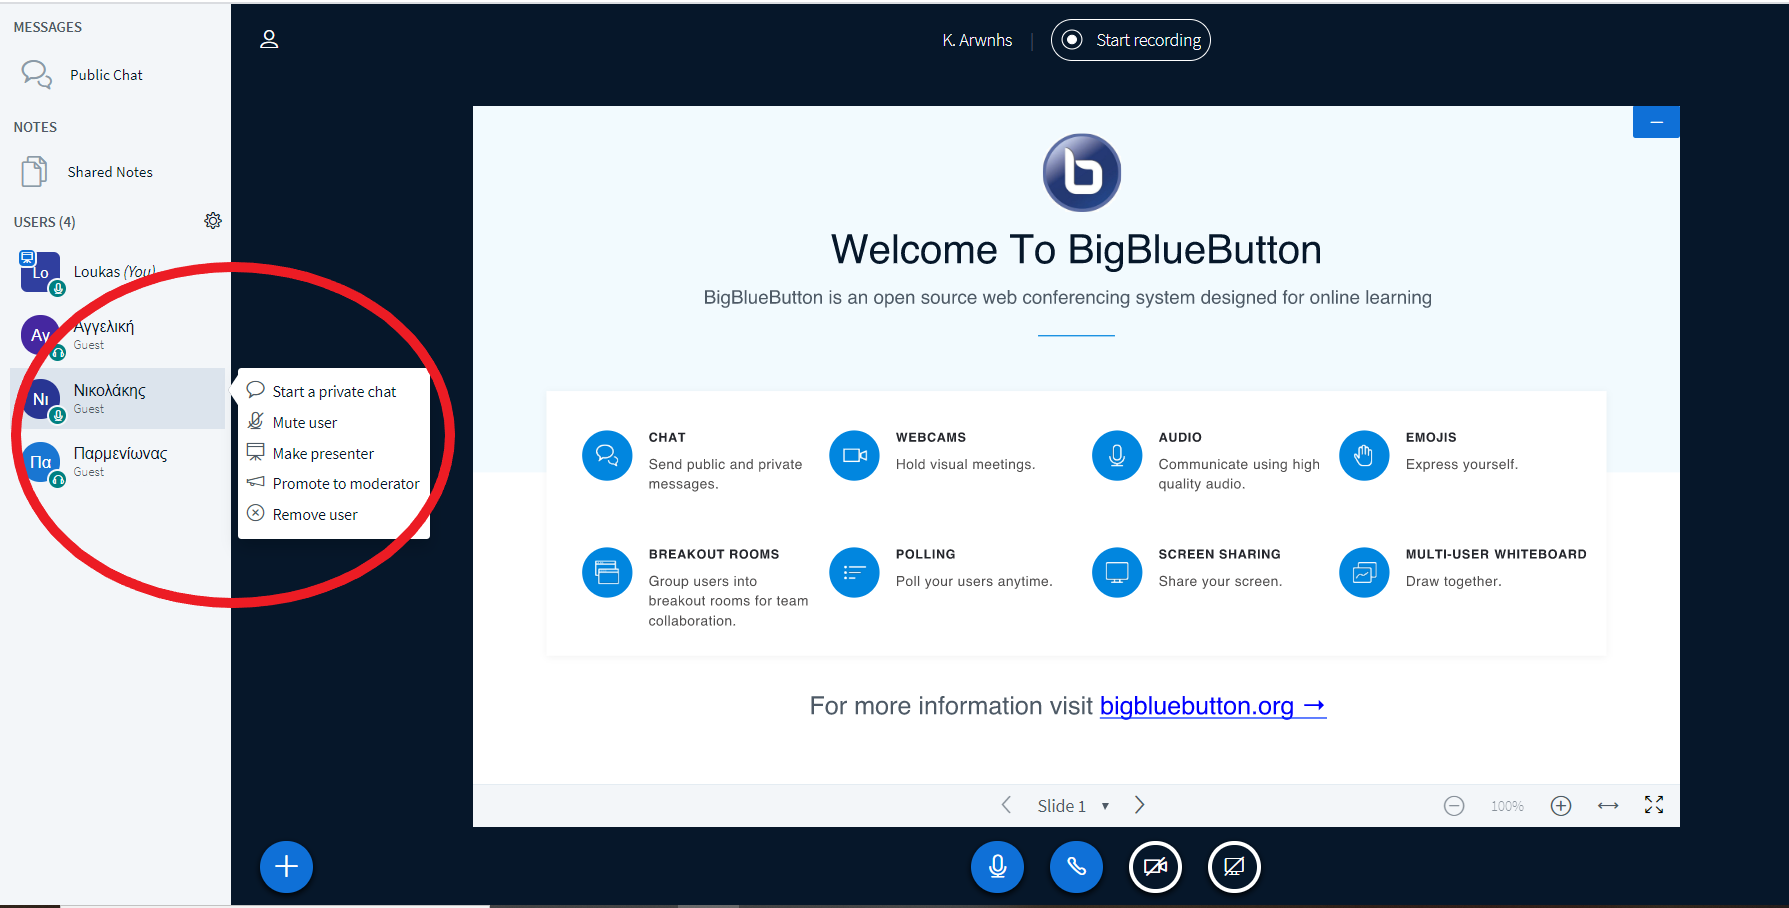 MESSAGES
Public Chat
NOTES
Shared Notes
USERS (4)
Lo
Loukas (You)
Αγ
Αγγελική
Guest
Νι
Νικολάκης
Guest
Πα
Παρμενίωνας
Guest
Start a private chat
Mute user
Make presenter
Promote to moderator
Remove user
K. Arwnhs
Start recording
b
Welcome To BigBlueButton
BigBlueButton is an open source web conferencing system designed for online learning
CHAT
Send public and private
messages.
WEBCAMS
Hold visual meetings.
AUDIO
Communicate using high
quality audio.
EMOJIS
Express yourself.
BREAKOUT ROOMS
Group users into
breakout rooms for team
collaboration.
POLLING
Poll your users anytime.
SCREEN SHARING
Share your screen.
MULTI-USER WHITEBOARD
Draw together.
For more information visit bigbluebutton.org →
Slide 1
100%